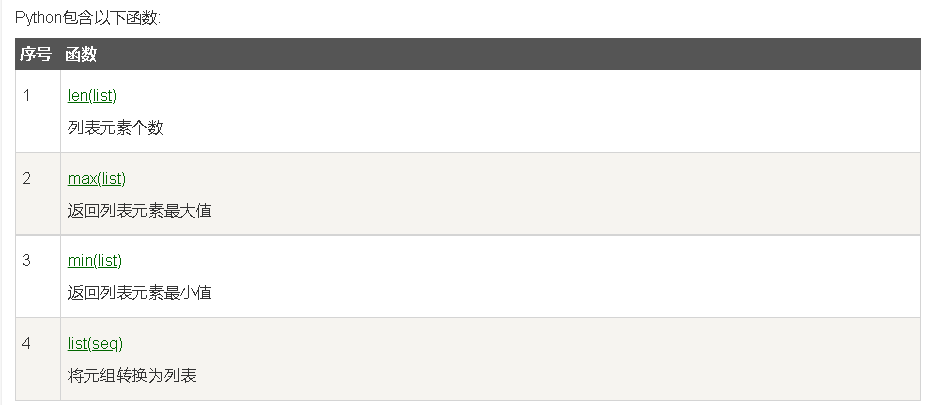 Python包含以下函数:
序号 函数
1 len(list)
列表元素个数
2 max(list)
返回列表元素最大值
3 min(list)
返回列表元素最小值
4 list(seq)
将元组转换为列表